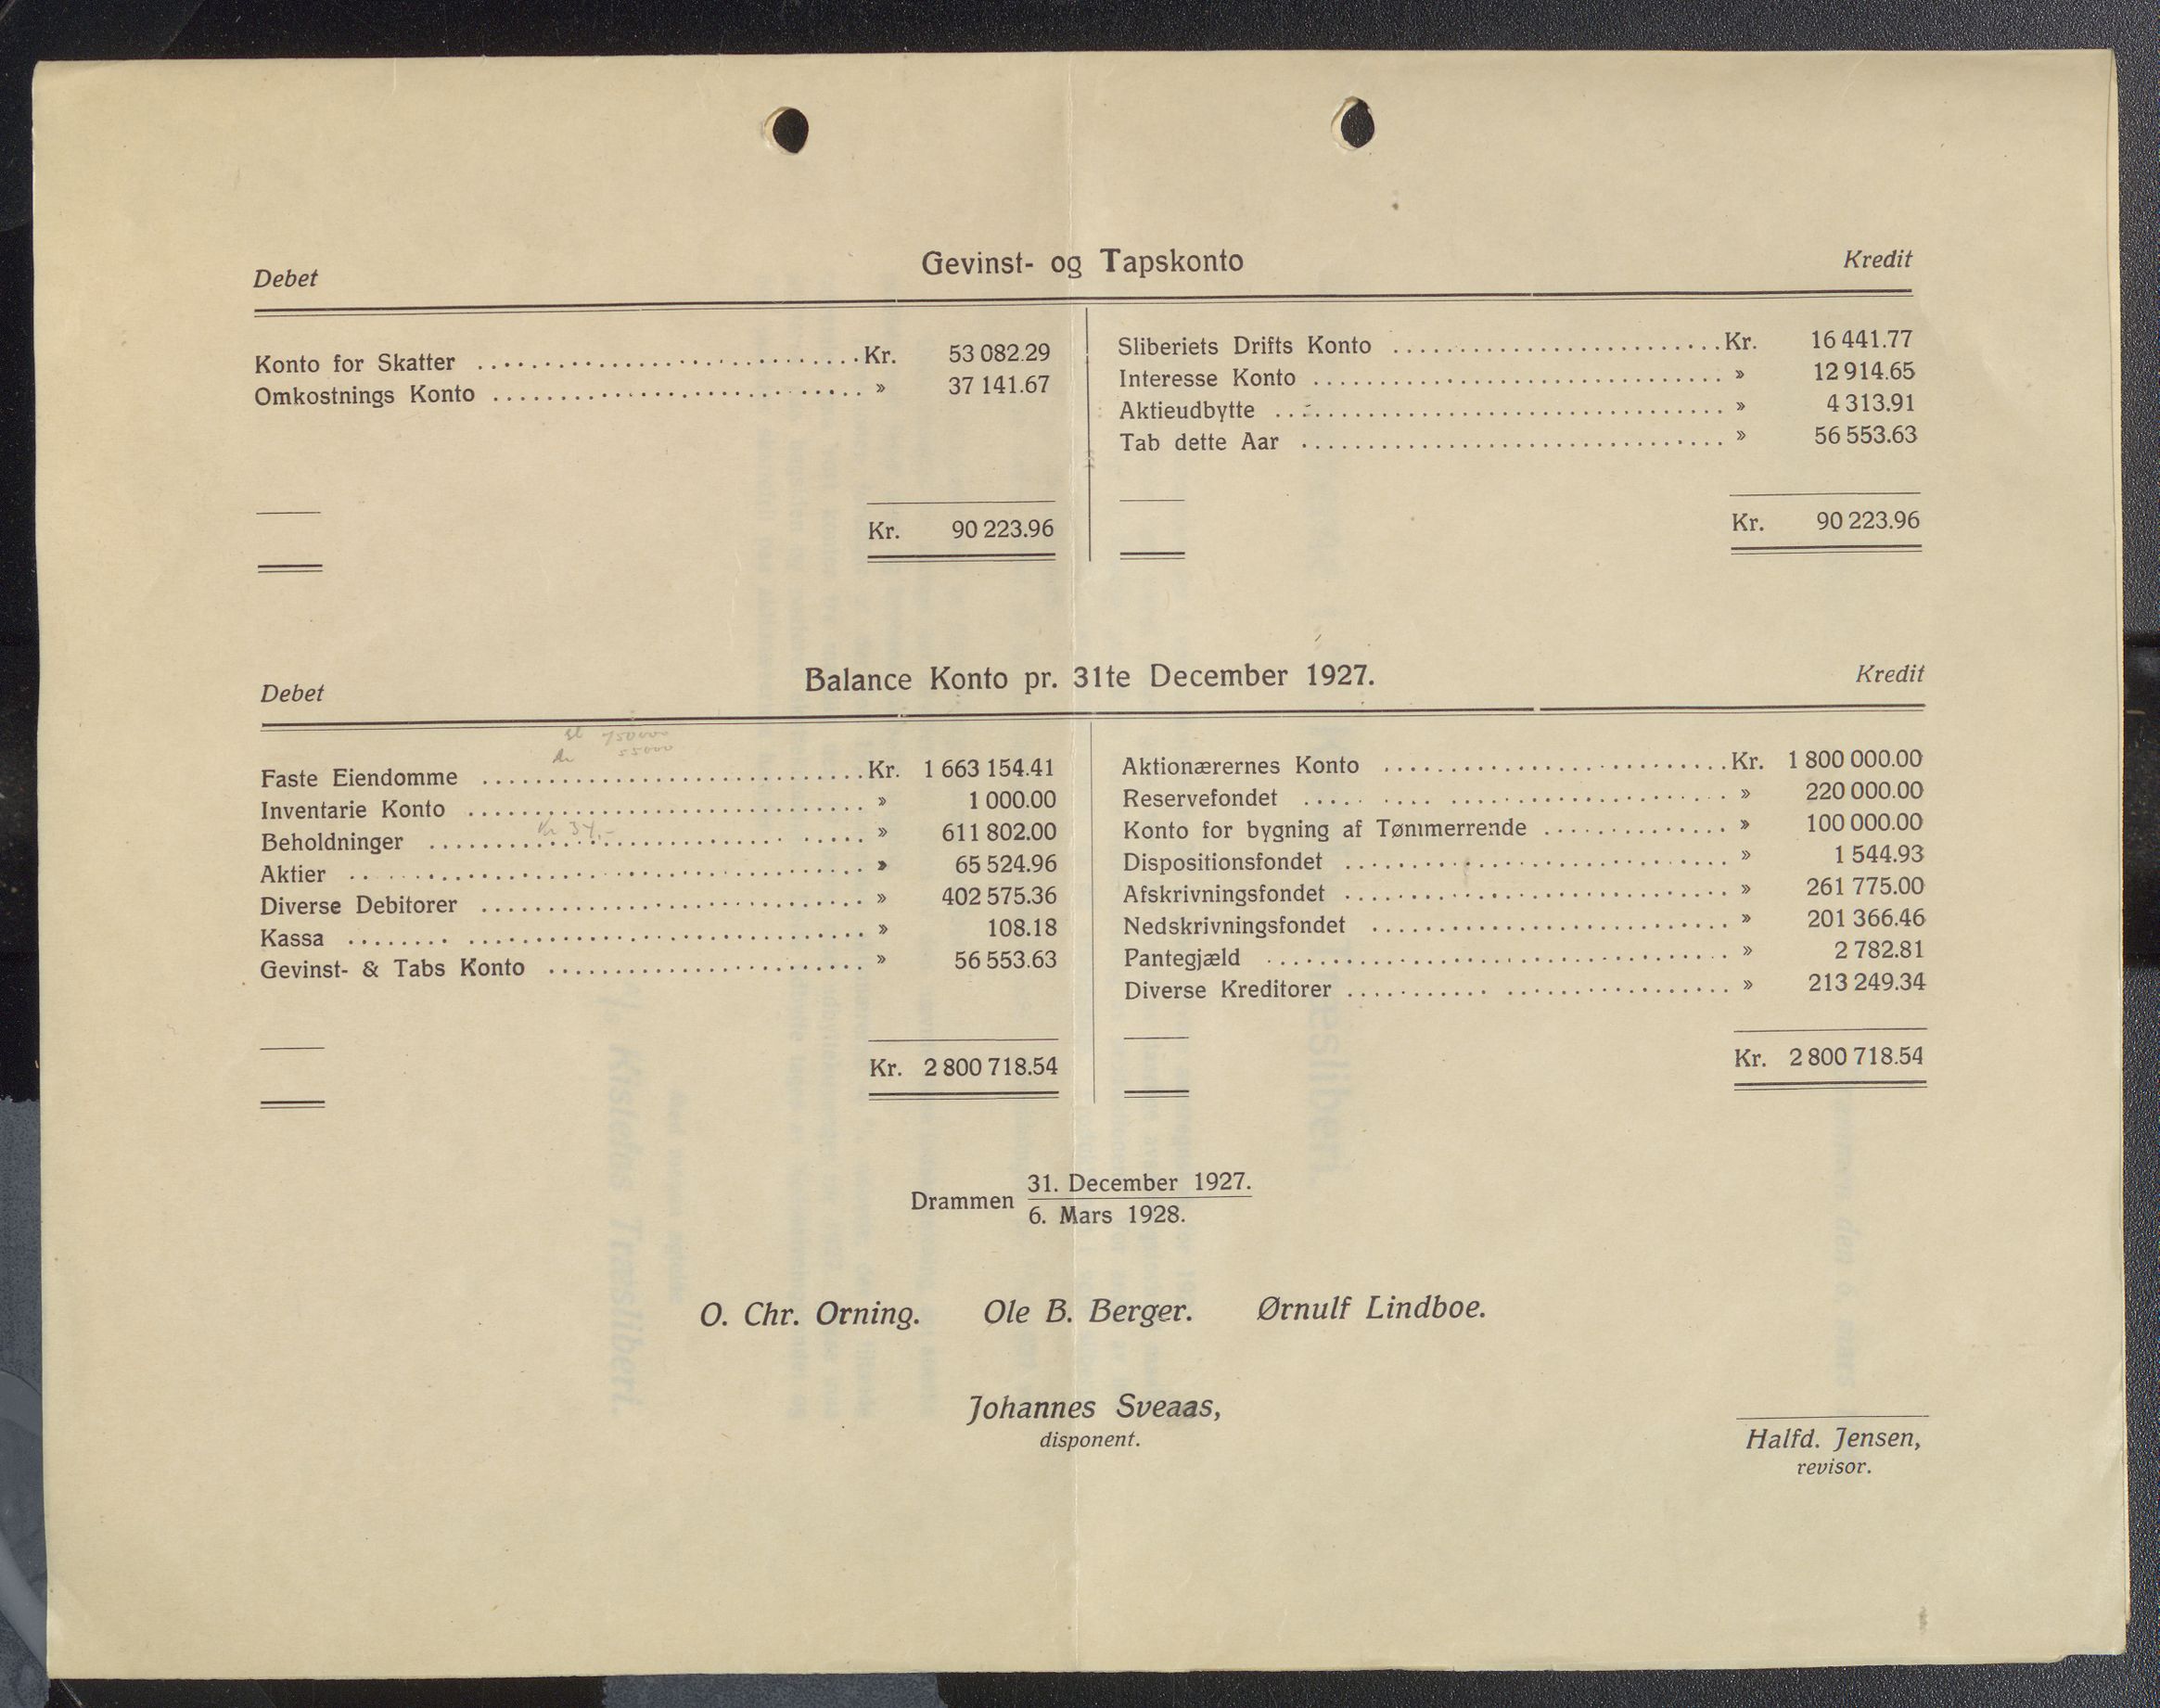 Debet Gevinst- og Tapskonto Kredit
Konto for Skatter ........ Kr. 53 082.29
Omkostnings Konto ........ » 37 141.67
Kr. 90 223.96
Sliberiets Drifts Konto ........ Kr. 16 441.77
Interesse Konto ........ » 12 914.65
Aktieudbytte ........ » 4 313.91
Tab dette Aar ........ » 56 553.63
Kr. 90 223.96
Debet Balance Konto pr. 31te December 1927. Kredit
Faste Eiendomme ........ Kr. 1 663 154.41
Inventarie Konto ........ » 1 000.00
Kr 34,-
Beholdninger ........ » 611 802.00
Aktier ........ » 65 524.96
Diverse Debitorer ........ » 402 575.36
Kassa ........ » 108.18
Gevinst- & Tabs Konto ........ » 56 553.63
Kr. 2 800 718.54
Aktionærernes Konto ........ Kr. 1 800 000.00
Reservefondet ........ » 220 000.00
Konto for bygning af Tømmerrende ........ » 100 000.00
Dispositionsfondet ........ » 1 544.93
Afskrivningsfondet ........ » 261 775.00
Nedskrivningsfondet ........ » 201 366.46
Pantegjæld ........ » 2 782.81
Diverse Kreditorer ........ » 213 249.34
Kr. 2 800 718.54
31. December 1927.
Drammen
6. Mars 1928.
O. Chr. Orning. Ole B. Berger. Ørnulf Lindboe.
Johannes Sveaas,
disponent.
Halfd. Jensen,
revisor.